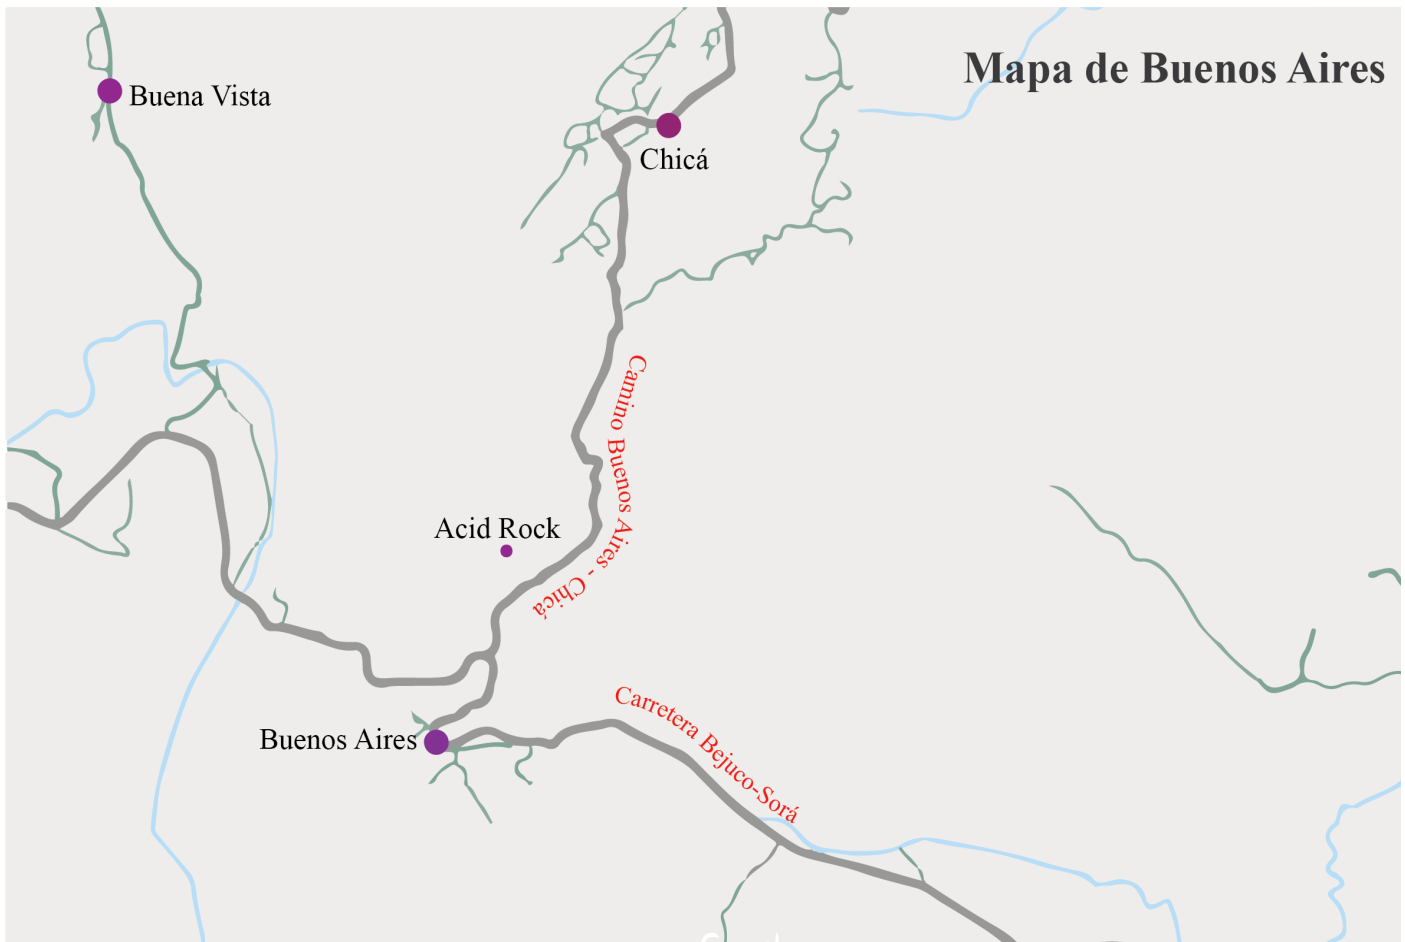 Mapa de Buenos Aires
Buena Vista
Chicá
Camino Buenos Aires - Chicá
Acid Rock
Carretera Bejuco-Sorá
Buenos Aires